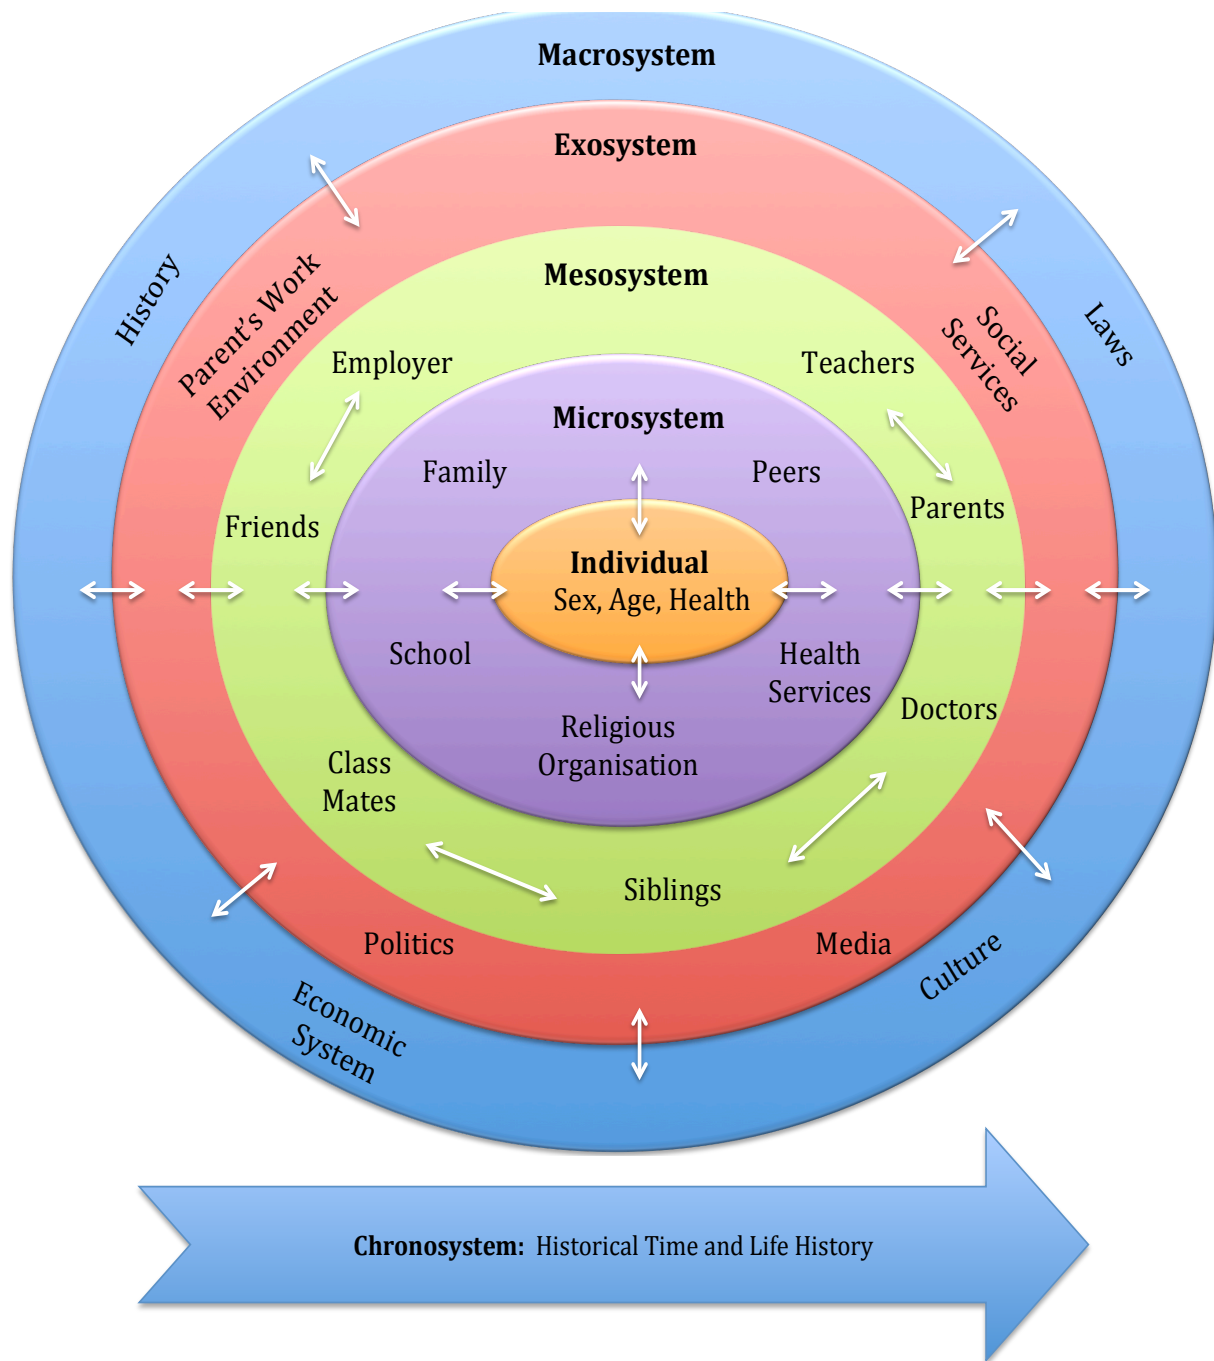 Macrosystem
Exosystem
Mesosystem
Microsystem
Individual
Sex, Age, Health
History
Parent's Work
Environment
Social
Services
Laws
Employer
Teachers
Friends
Parents
Family
Peers
School
Health
Services
Religious
Organisation
Doctors
Class
Mates
Siblings
Politics
Media
Culture
Economic
System
Chronosystem: Historical Time and Life History